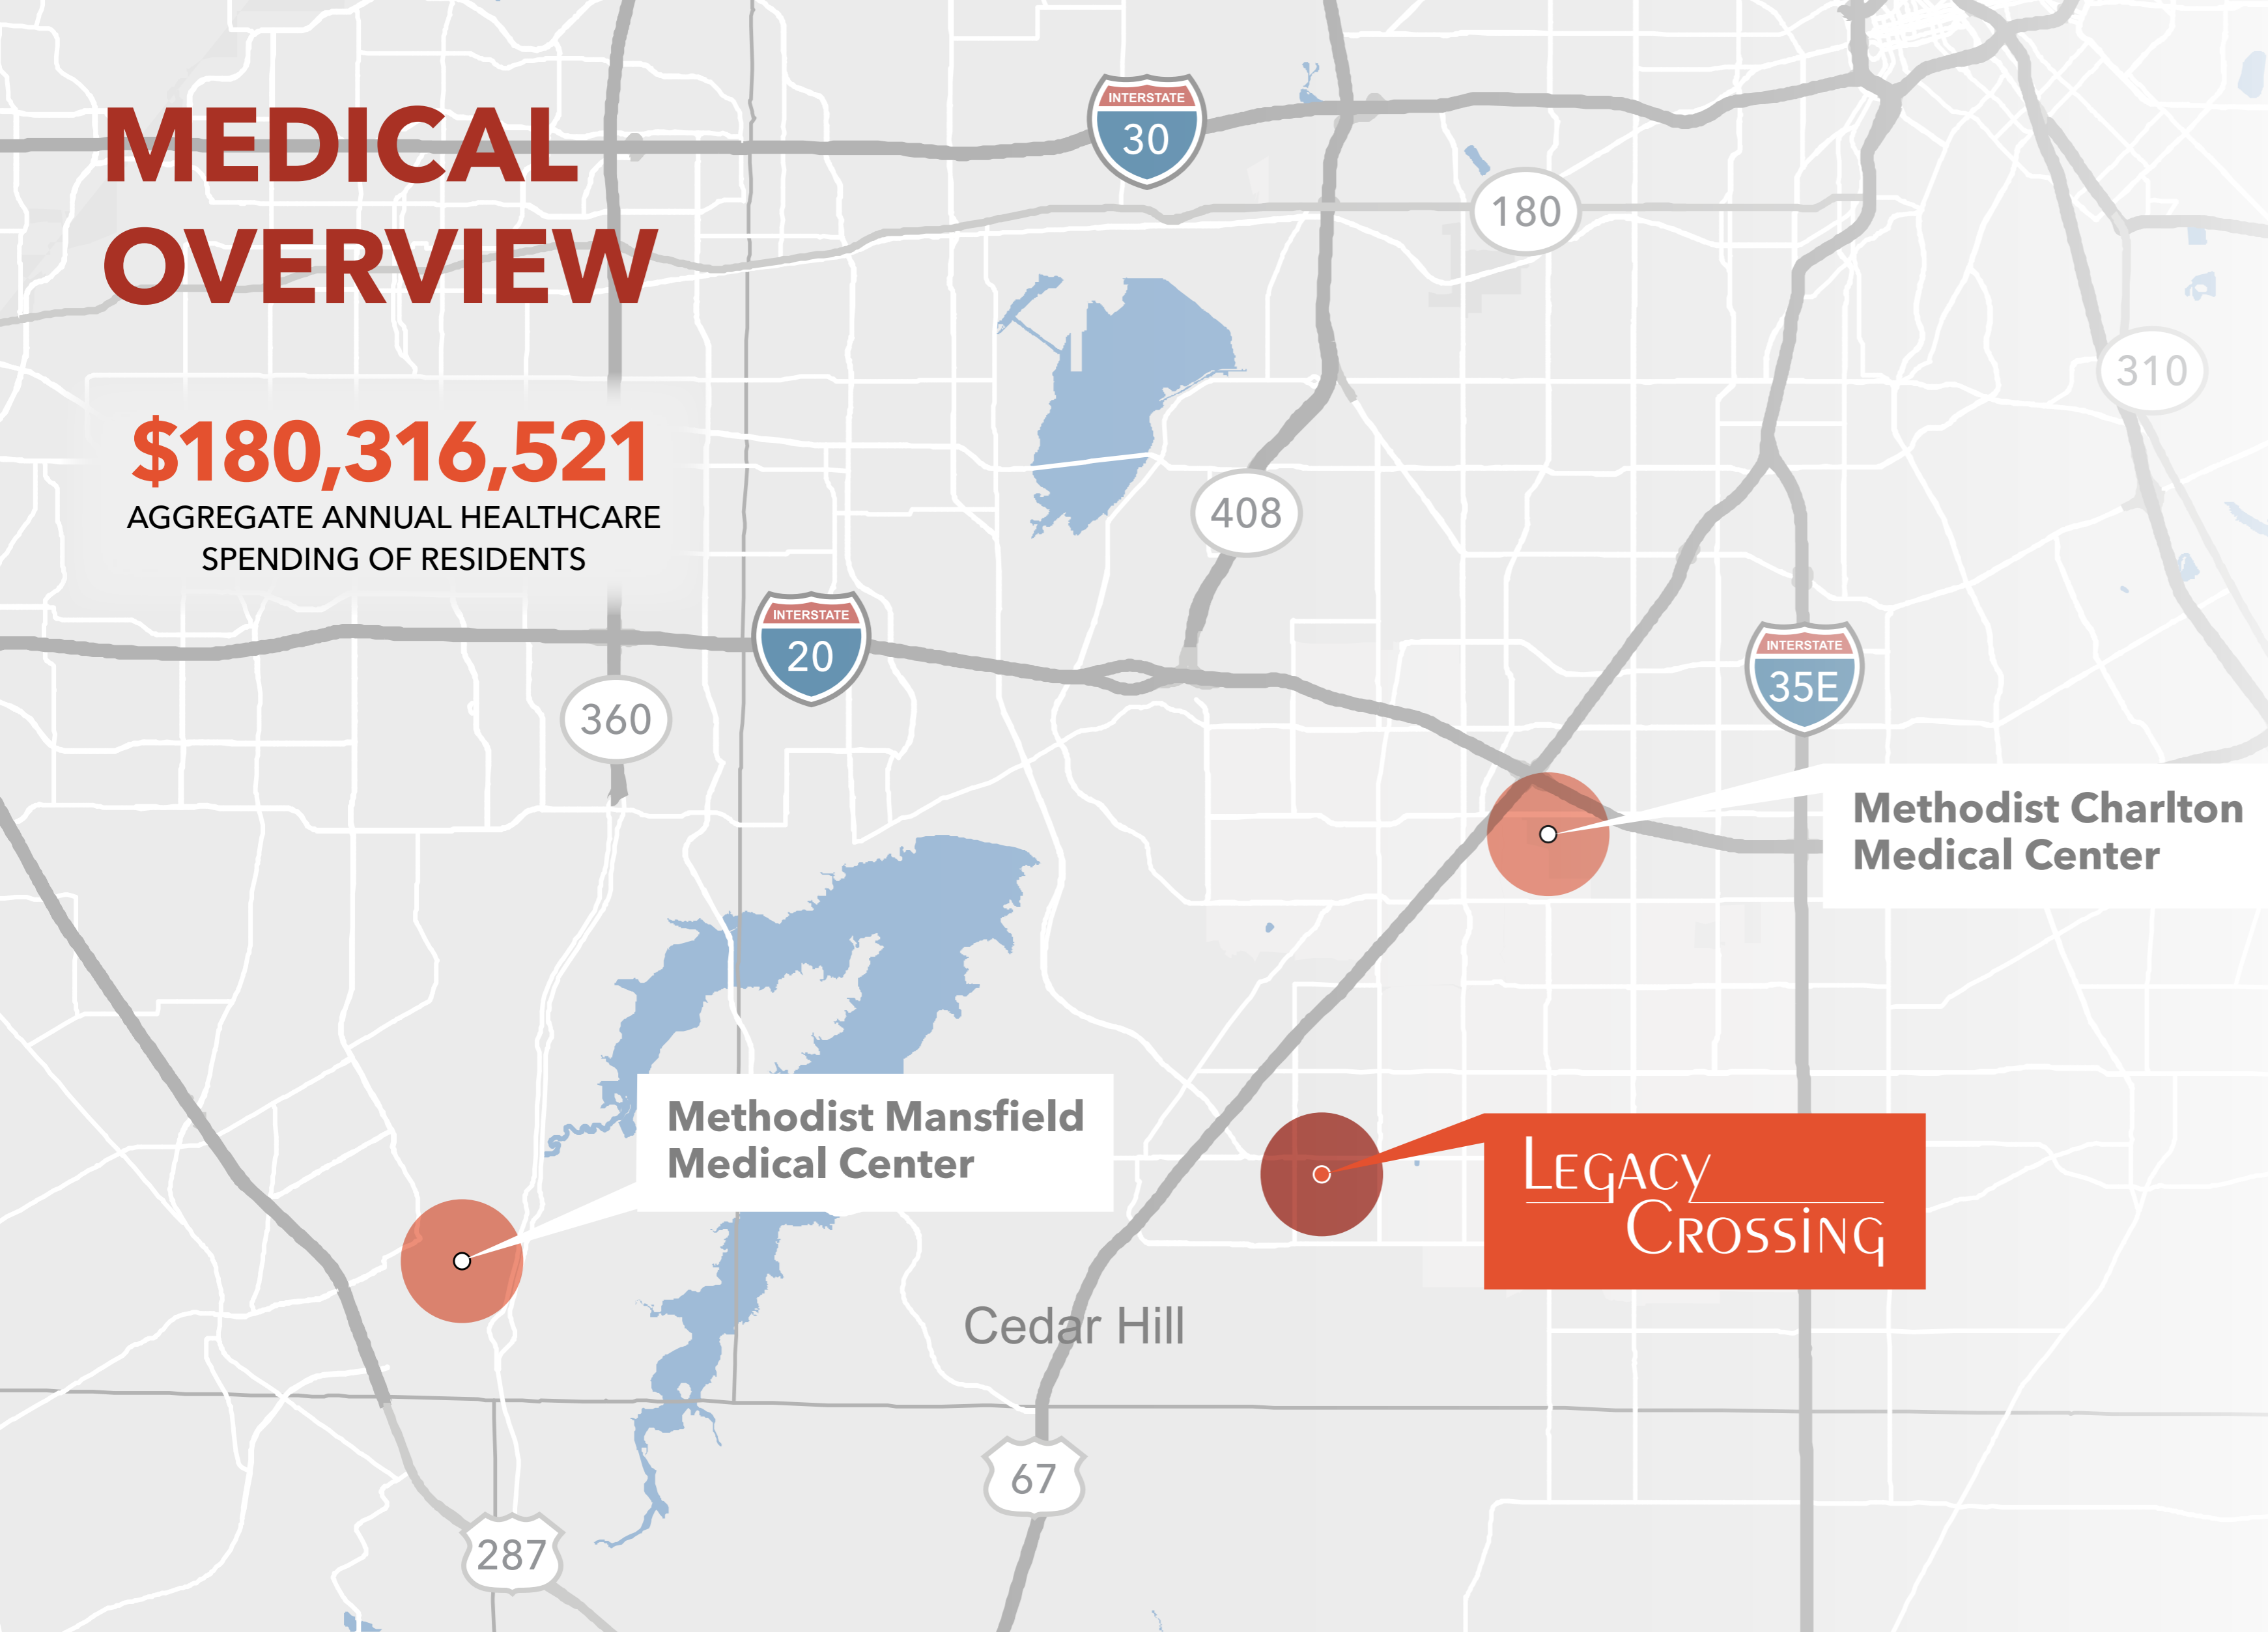 MEDICAL
OVERVIEW
$180,316,521
AGGREGATE ANNUAL HEALTHCARE
SPENDING OF RESIDENTS
INTERSTATE
30
180
310
408
INTERSTATE
20
INTERSTATE
35E
360
Methodist Charlton
Medical Center
Methodist Mansfield
Medical Center
LEGACY
CROSSING
Cedar Hill
67
287